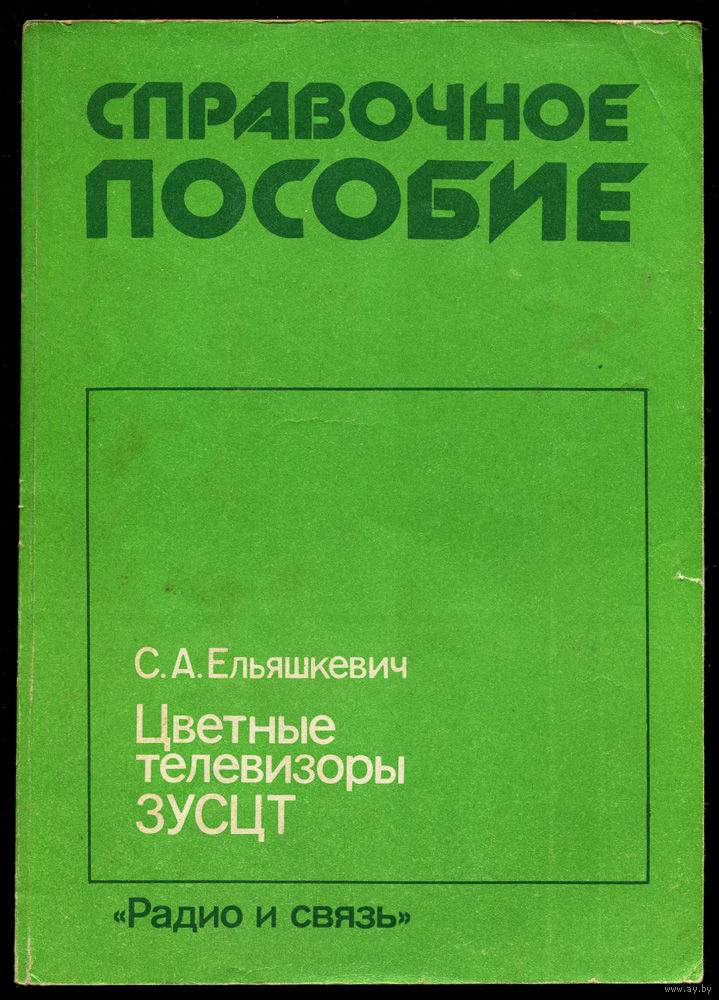 СПРАВОЧНОЕ
ПОСОБИЕ
С. А. Ельяшкевич
Цветные
телевизоры
ЗУСЦТ
«Радио и связь»
www.ay.by